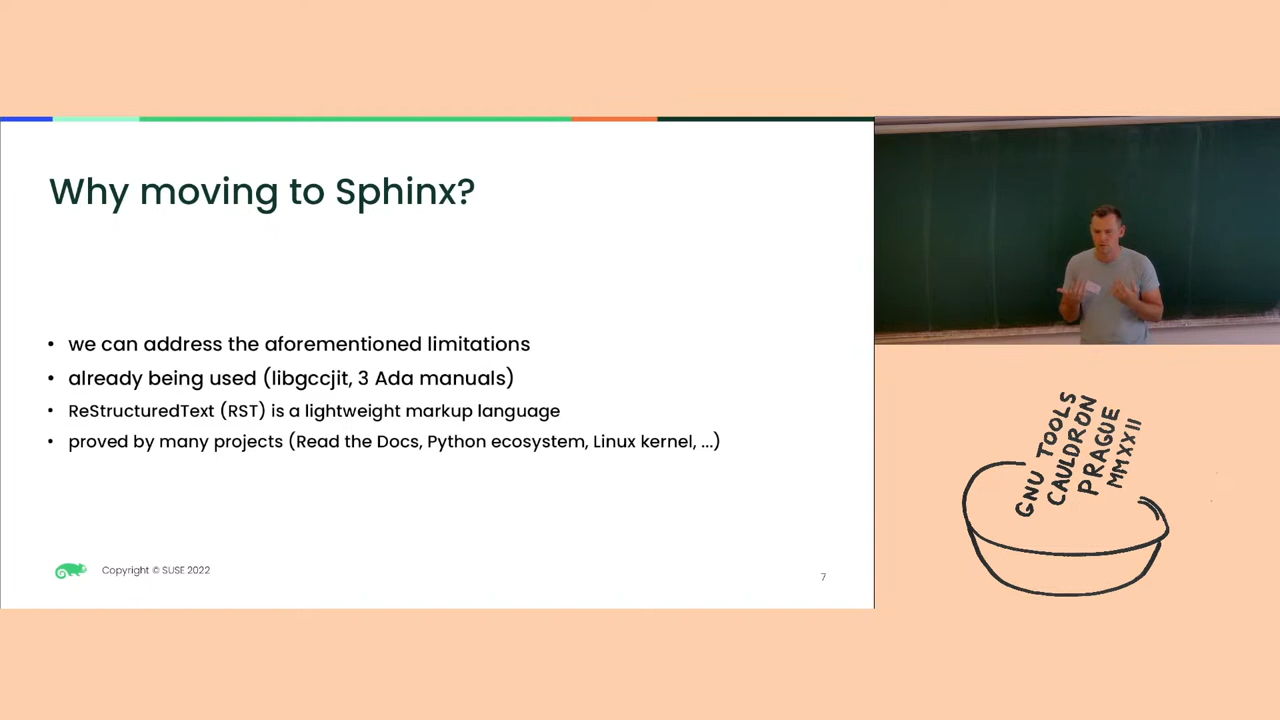 Why moving to Sphinx?
• we can address the aforementioned limitations
• already being used (libgccjit, 3 Ada manuals)
• ReStructuredText (RST) is a lightweight markup language
• proved by many projects (Read the Docs, Python ecosystem, Linux kernel, ...)
Copyright © SUSE 2022
7
GNU TOOLS
CAULDRON
PRAGUE
MMXXII